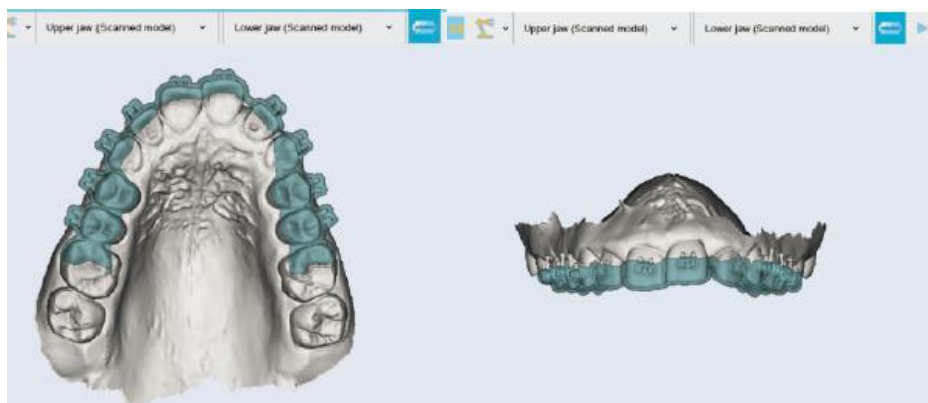 Upper jaw ((Scanned model)
Lower jaw (Scanned model)
Upper jaw (Scanned model)
Lower jaw (Scanned model)